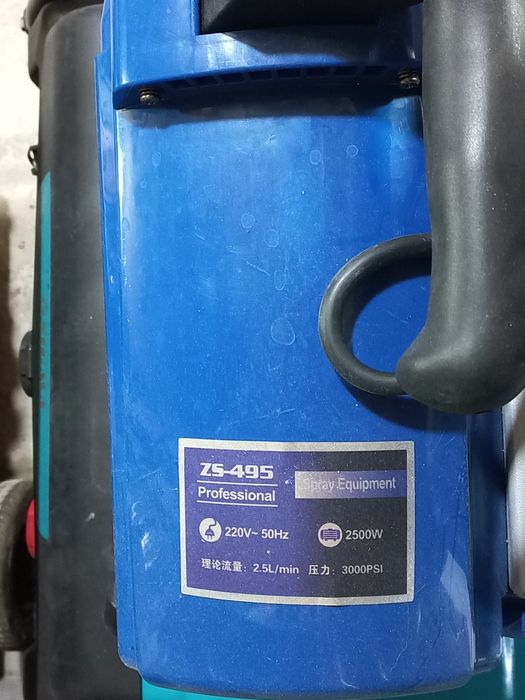 ZS-495
Professional
Spray Equipment
220V~ 50Hz
2500W
理论流量: 2.5L/min 压力: 3000PSI